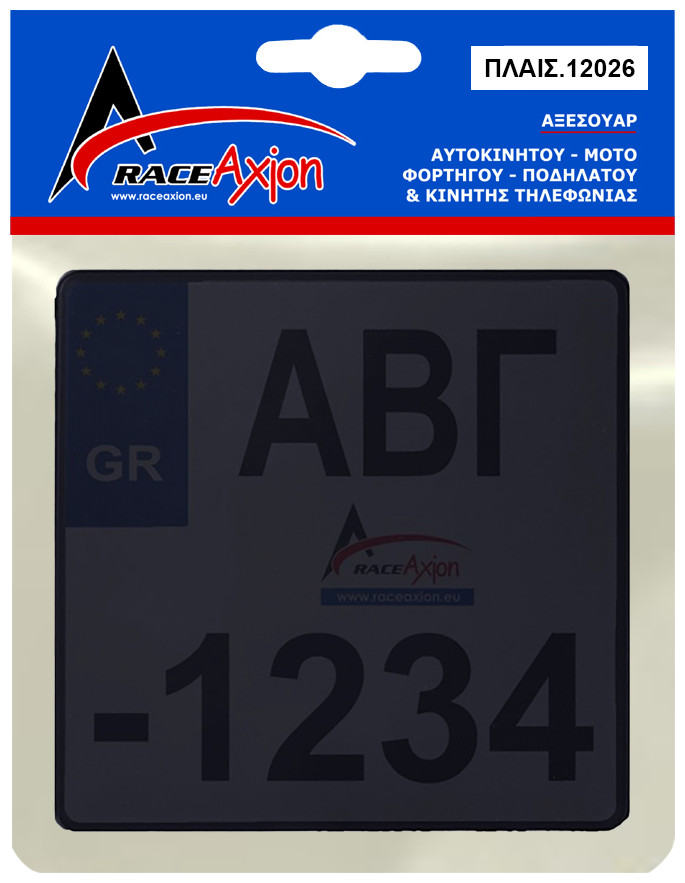 RACE Axion
www.raceaxion.eu
ΠΛΑΙΣ.12026
ΑΞΕΣΟΥΑΡ
ΑΥΤΟΚΙΝΗΤΟΥ - ΜΟΤΟ
ΦΟΡΤΗΓΟΥ - ΠΟΔΗΛΑΤΟΥ
& ΚΙΝΗΤΗΣ ΤΗΛΕΦΩΝΙΑΣ
GR
ΑΒΓ
RACE Axion
www.raceaxion.eu
-1234